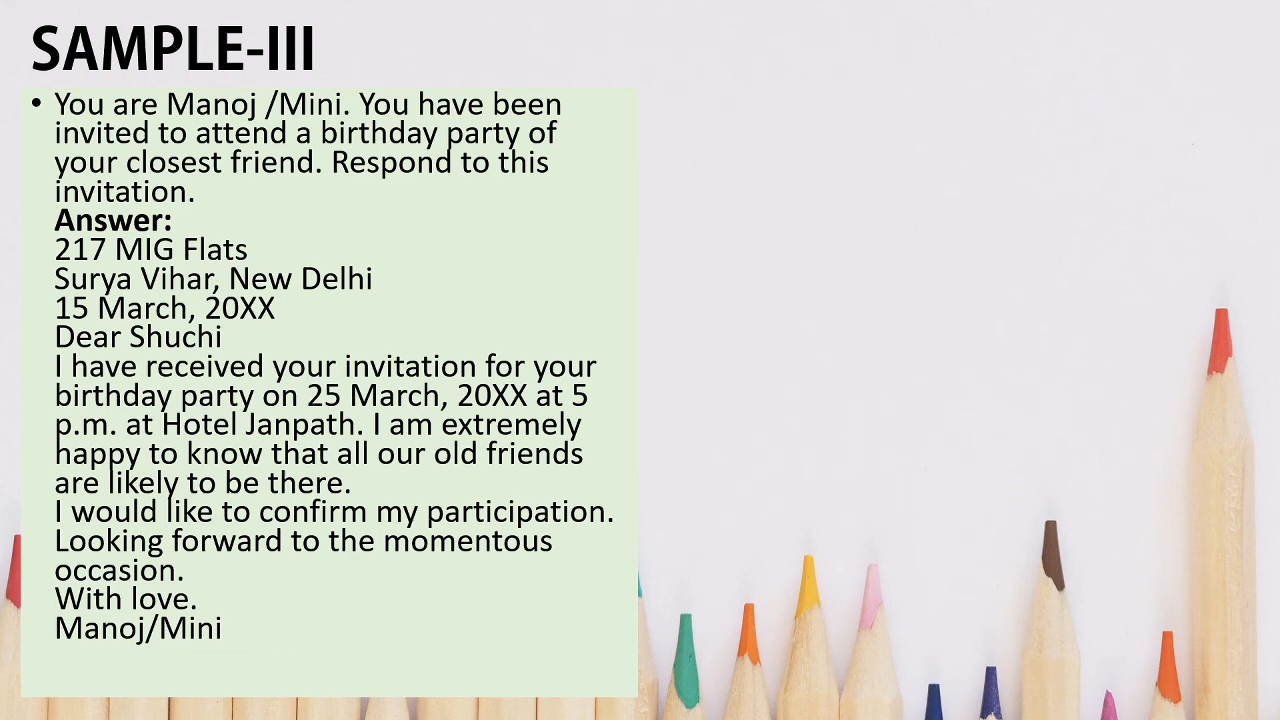 SAMPLE-III
• You are Manoj /Mini. You have been
invited to attend a birthday party of
your closest friend. Respond to this
invitation.
Answer:
217 MIG Flats
Surya Vihar, New Delhi
15 March, 20XX
Dear Shuchi
I have received your invitation for your
birthday party on 25 March, 20XX at 5
p.m. at Hotel Janpath. I am extremely
happy to know that all our old friends
are likely to be there.
I would like to confirm my participation.
Looking forward to the momentous
occasion.
With love.
Manoj/Mini